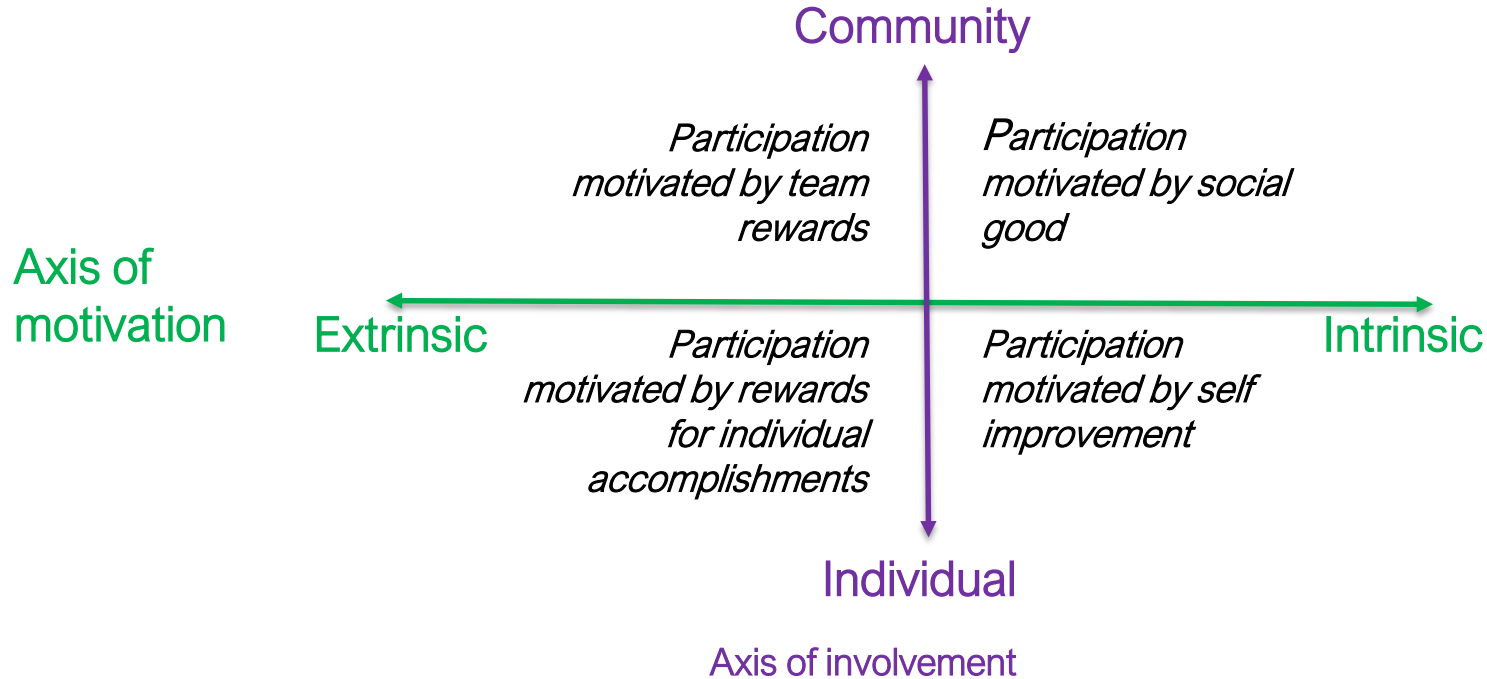 Community
Participation
motivated by team
rewards
Participation
motivated by social
good
Axis of
motivation
Extrinsic
Intrinsic
Participation
motivated by rewards
for individual
accomplishments
Participation
motivated by self
improvement
Individual
Axis of involvement